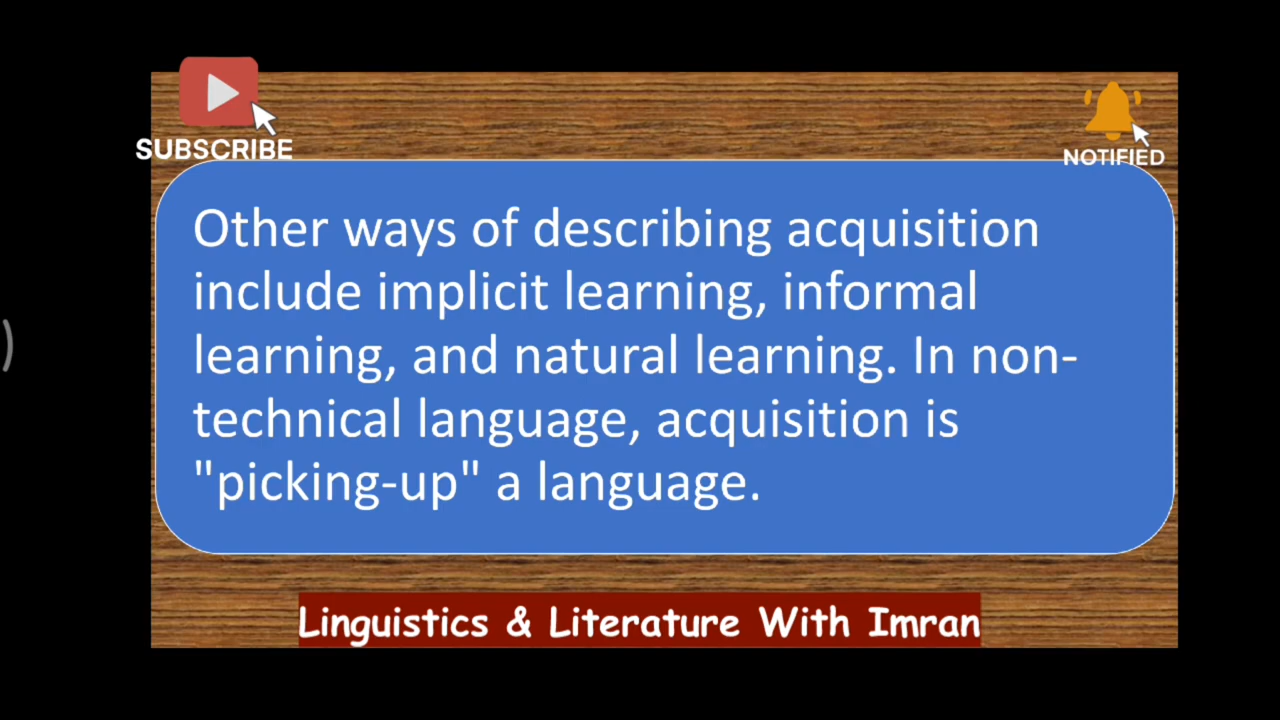 SUBSCRIBE
NOTIFIED
Other ways of describing acquisition
include implicit learning, informal
learning, and natural learning. In non-
technical language, acquisition is
"picking-up" a language.
Linguistics & Literature With Imran